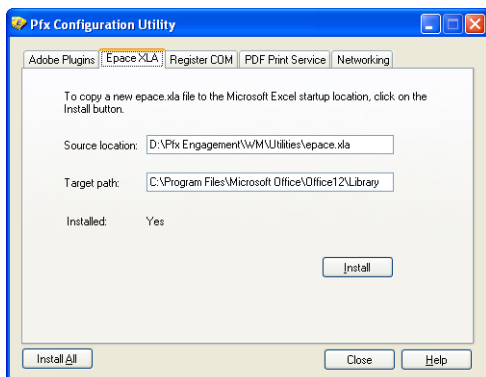 Pfx Configuration Utility
Adobe Plugins Epace XLA Register COM PDF Print Service Networking
To copy a new epace.xla file to the Microsoft Excel startup location, click on the
Install button.
Source location: D:\Pfx Engagement\WM\Utilities\epace.xla
Target path: C:\Program Files\Microsoft Office\Office12\Library
Installed: Yes
Install
Install All Close Help